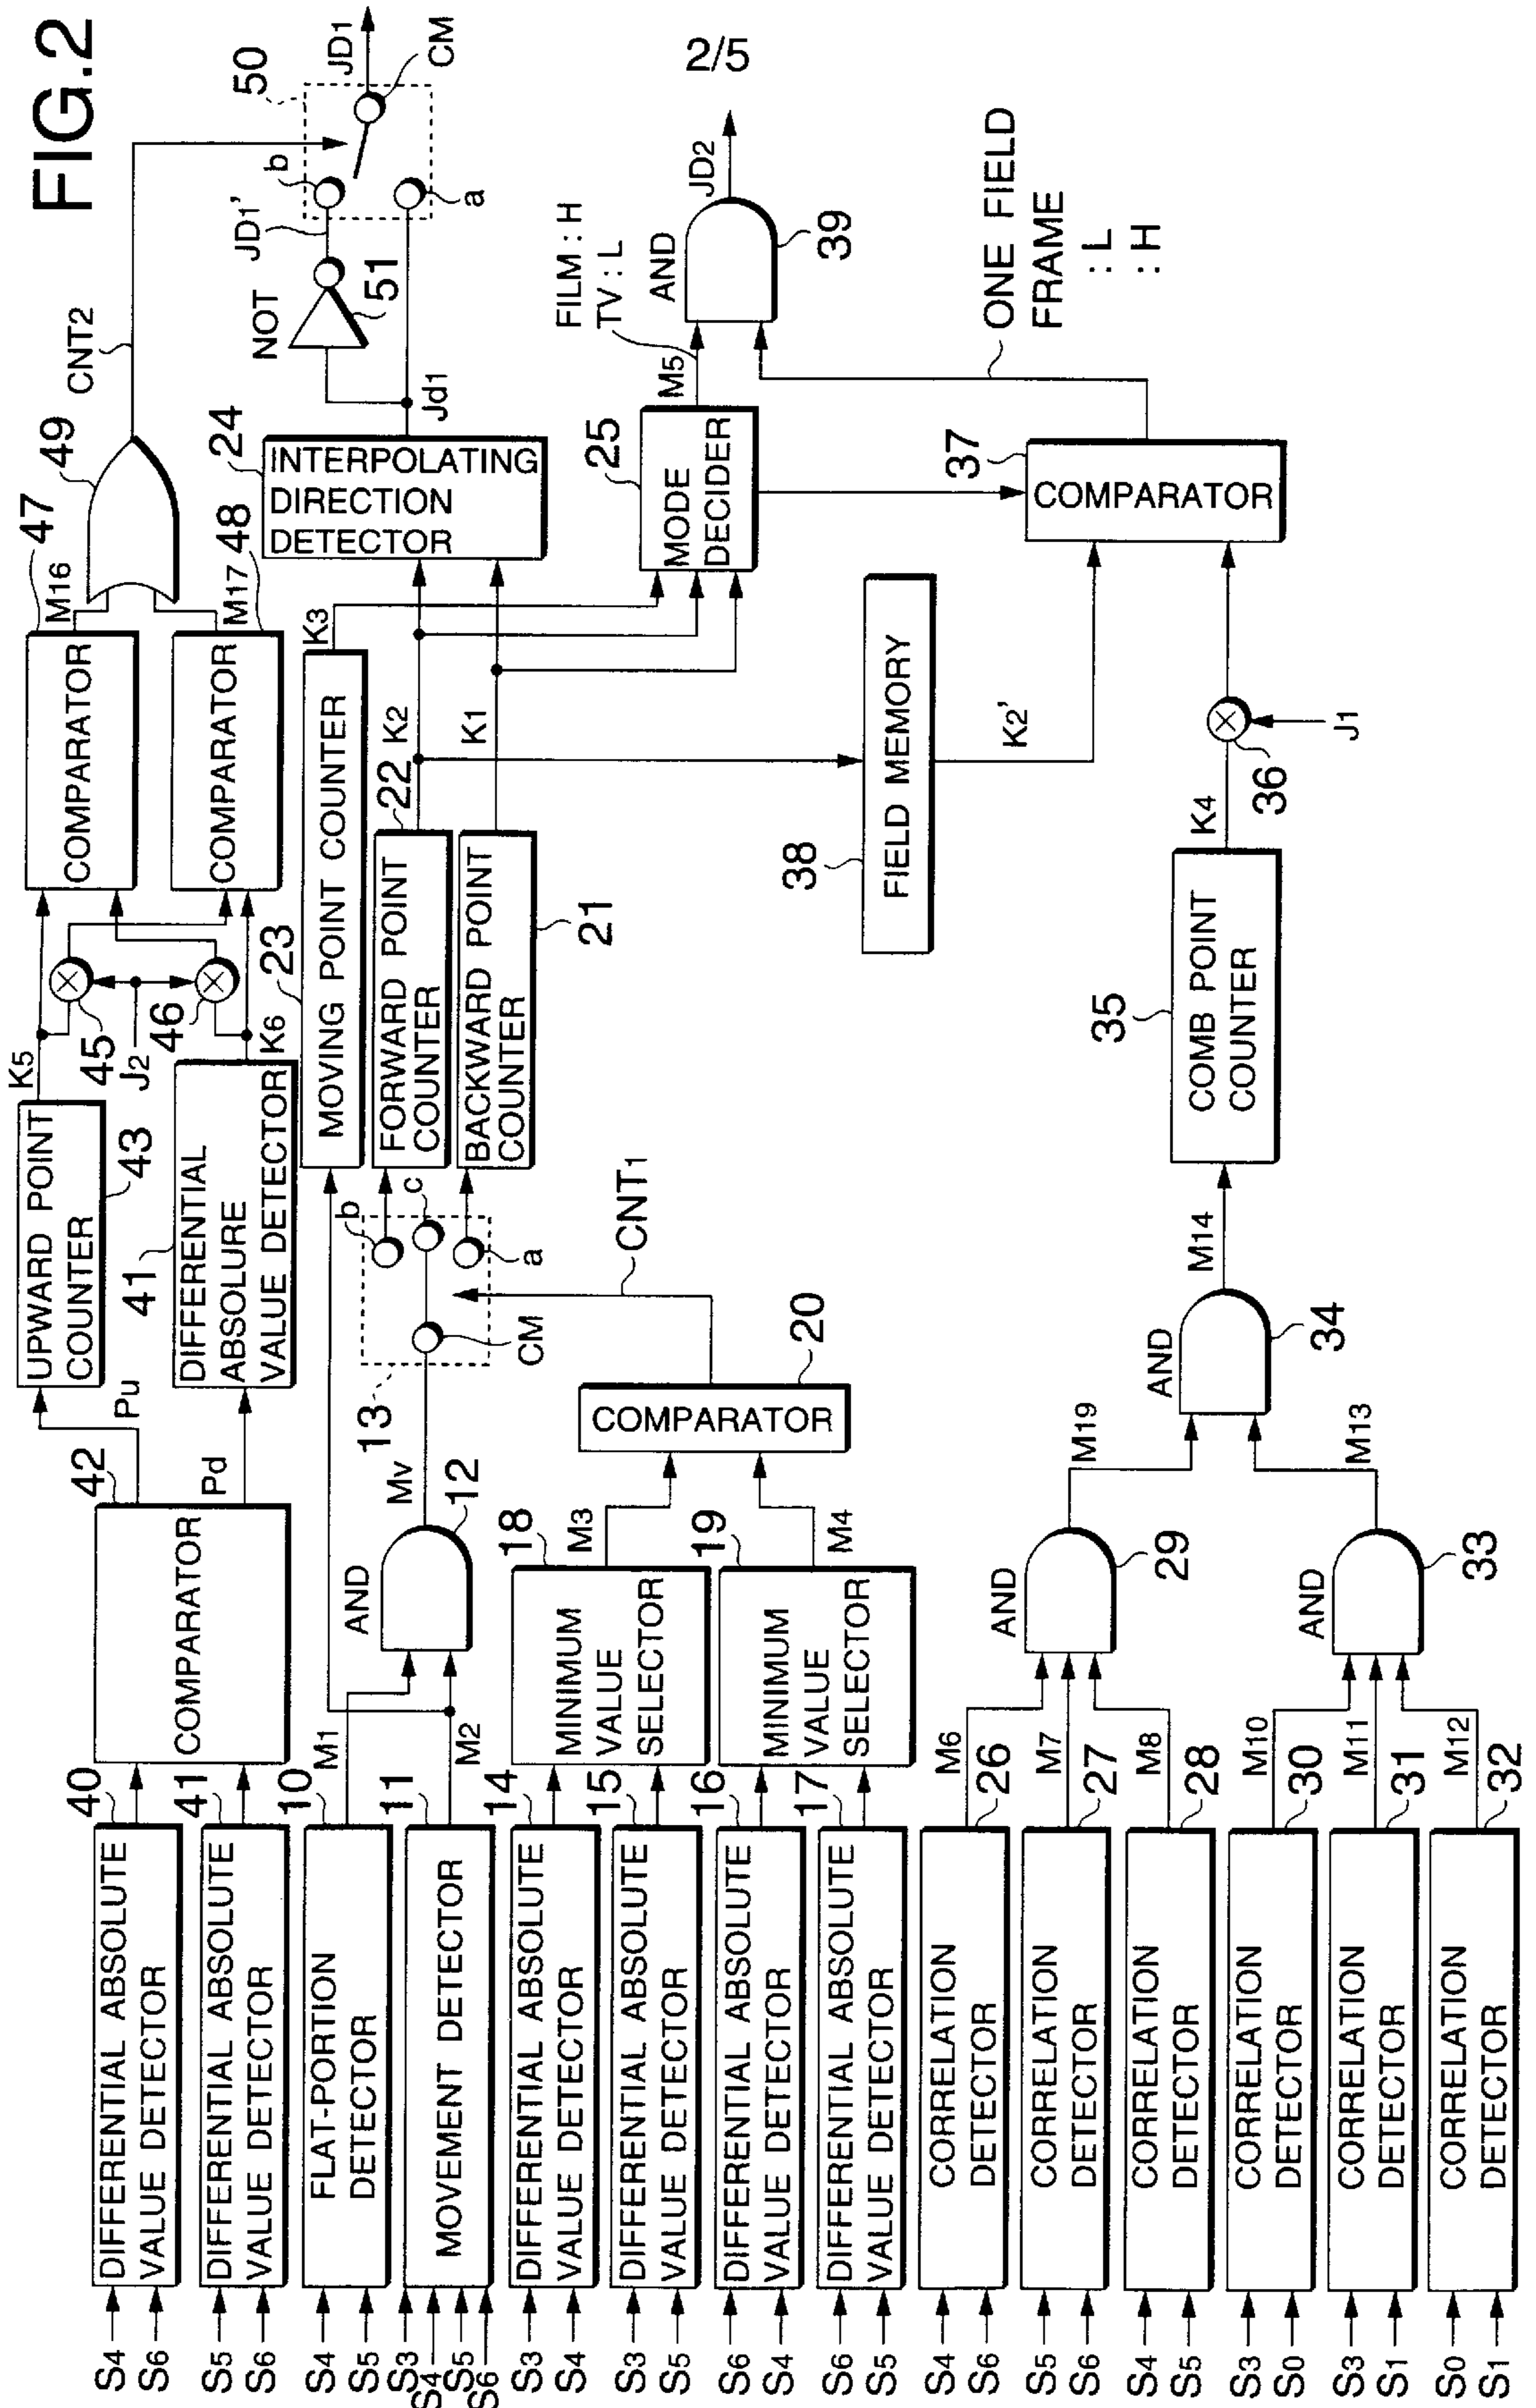 FIG.2
2/5
S4
S6
DIFFERENTIAL ABSOLUTE
VALUE DETECTOR
40
S5
S6
DIFFERENTIAL ABSOLUTE
VALUE DETECTOR
41
COMPARATOR
42
Pu
Pd
UPWARD POINT
COUNTER
43
DIFFERENTIAL
ABSOLURE
VALUE DETECTOR
41
K5
K6
45
46
J2
COMPARATOR
47
M16
COMPARATOR
48
M17
49
CNT2
S4
S5
FLAT-PORTION
DETECTOR
10
M1
S3
S4
S5
S6
MOVEMENT DETECTOR
11
M2
AND
12
Mv
13
CM
b
c
a
CNT1
MOVING POINT COUNTER
23
K3
FORWARD POINT
COUNTER
22
K2
BACKWARD POINT
COUNTER
21
K1
INTERPOLATING
DIRECTION
DETECTOR
24
Jd1
NOT
51
JD1'
b
a
50
CM
JD1
MODE
DECIDER
25
M5
FILM : H
TV : L
AND
39
JD2
S3
S4
DIFFERENTIAL ABSOLUTE
VALUE DETECTOR
14
S3
S5
DIFFERENTIAL ABSOLUTE
VALUE DETECTOR
15
MINIMUM
VALUE
SELECTOR
18
M3
S6
S4
DIFFERENTIAL ABSOLUTE
VALUE DETECTOR
16
S6
S5
DIFFERENTIAL ABSOLUTE
VALUE DETECTOR
17
MINIMUM
VALUE
SELECTOR
19
M4
COMPARATOR
20
FIELD MEMORY
38
K2'
COMPARATOR
37
ONE FIELD
FRAME
: L
: H
S4
S6
CORRELATION
DETECTOR
26
M6
S5
S6
CORRELATION
DETECTOR
27
M7
S4
S5
CORRELATION
DETECTOR
28
M8
AND
29
M19
S3
S0
CORRELATION
DETECTOR
30
M10
S3
S1
CORRELATION
DETECTOR
31
M11
S0
S1
CORRELATION
DETECTOR
32
M12
AND
33
M13
AND
34
M14
COMB POINT
COUNTER
35
K4
36
J1